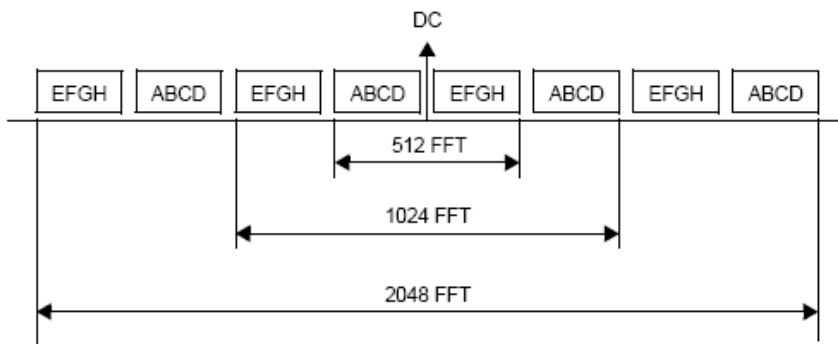 DC
EFGH ABCD EFGH ABCD EFGH ABCD EFGH ABCD
512 FFT
1024 FFT
2048 FFT